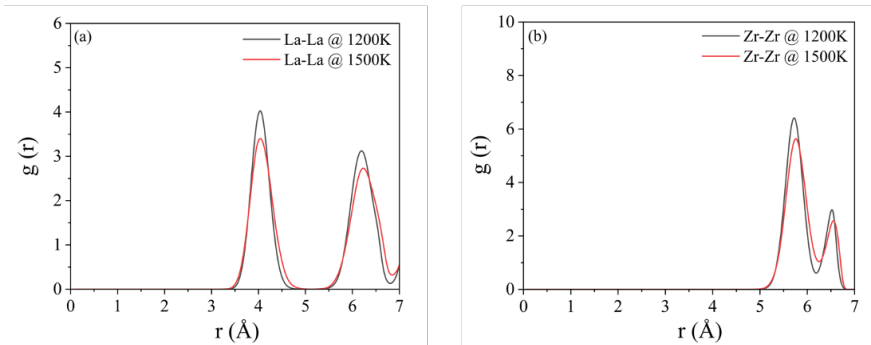 (a)
La-La @ 1200K
La-La @ 1500K
g (r)
6
5
4
3
2
1
0
0 1 2 3 4 5 6 7
r (Å)
(b)
Zr-Zr @ 1200K
Zr-Zr @ 1500K
g (r)
10
8
6
4
2
0
0 1 2 3 4 5 6 7
r (Å)